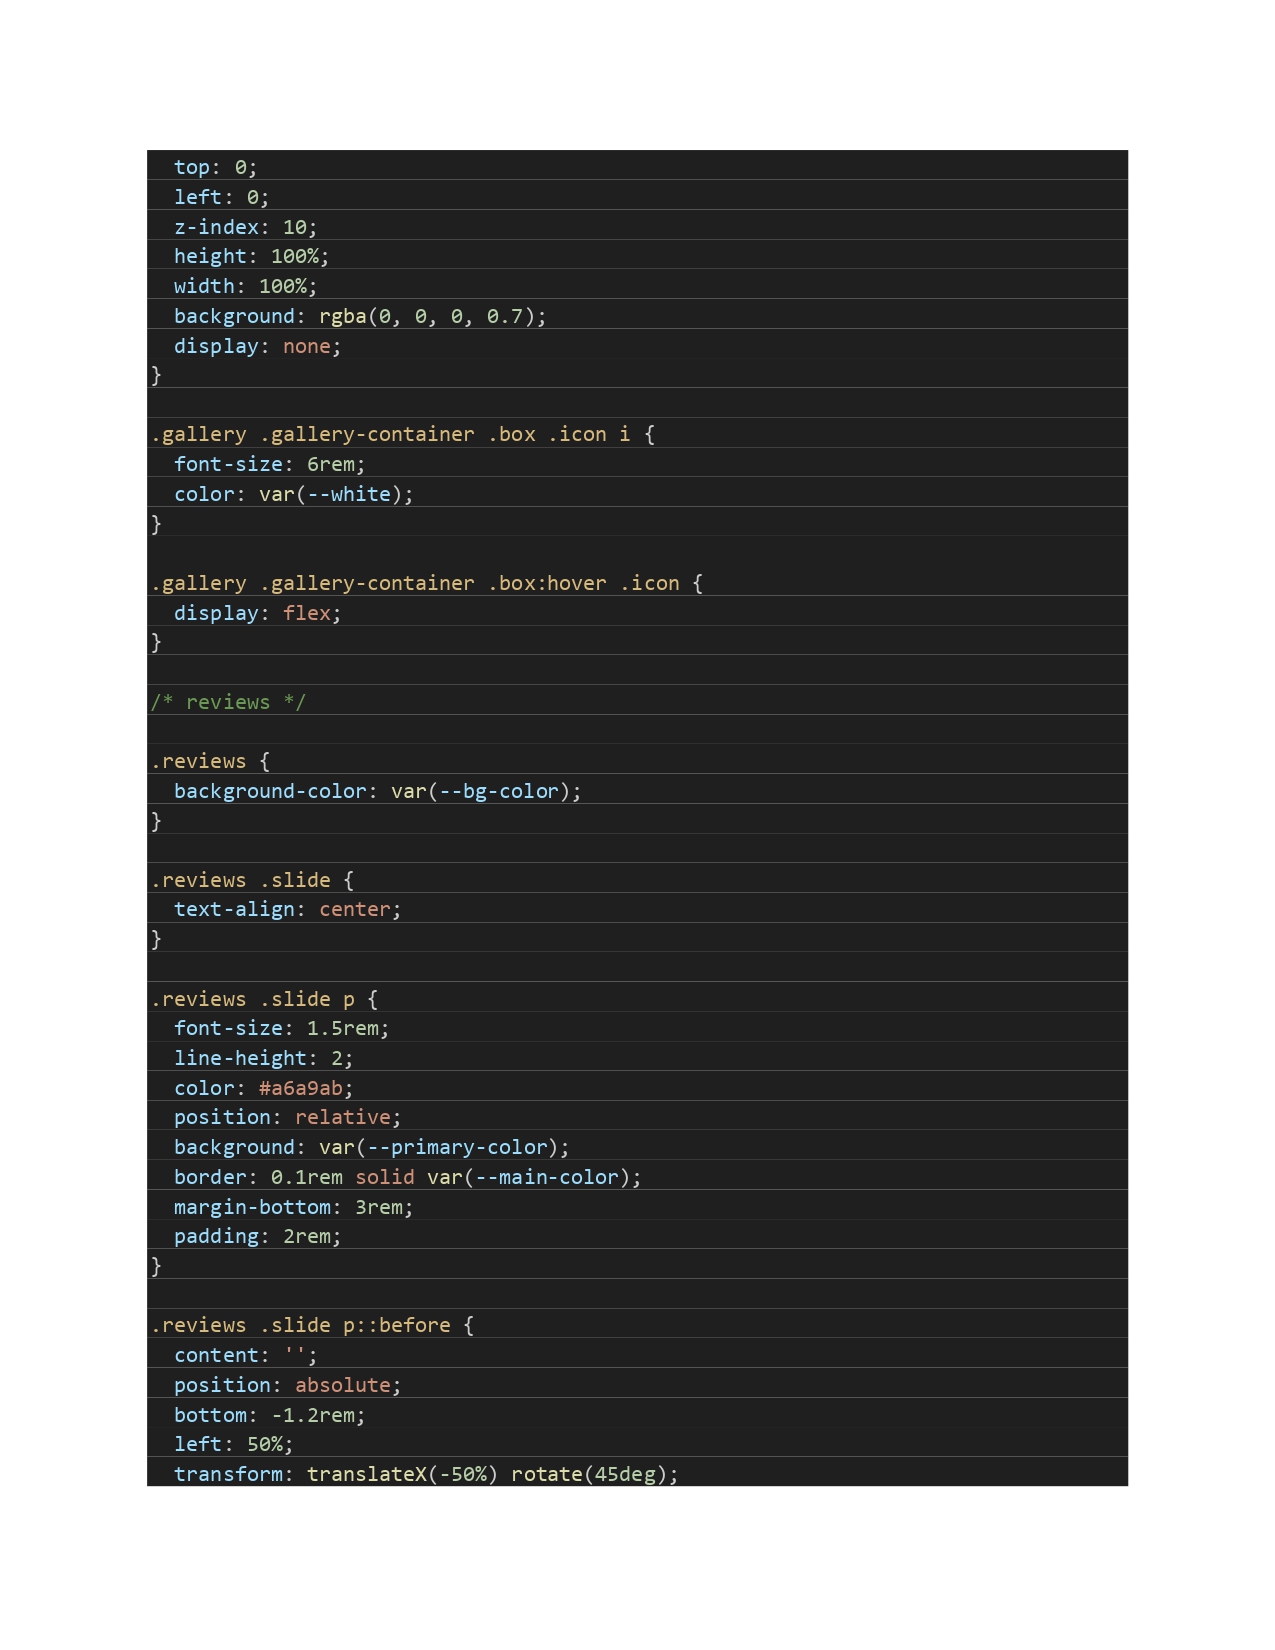 top: 0;
  left: 0;
  z-index: 10;
  height: 100%;
  width: 100%;
  background: rgba(0, 0, 0, 0.7);
  display: none;
}

.gallery .gallery-container .box .icon i {
  font-size: 6rem;
  color: var(--white);
}

.gallery .gallery-container .box:hover .icon {
  display: flex;
}

/* reviews */

.reviews {
  background-color: var(--bg-color);
}

.reviews .slide {
  text-align: center;
}

.reviews .slide p {
  font-size: 1.5rem;
  line-height: 2;
  color: #a6a9ab;
  position: relative;
  background: var(--primary-color);
  border: 0.1rem solid var(--main-color);
  margin-bottom: 3rem;
  padding: 2rem;
}

.reviews .slide p::before {
  content: '';
  position: absolute;
  bottom: -1.2rem;
  left: 50%;
  transform: translateX(-50%) rotate(45deg);